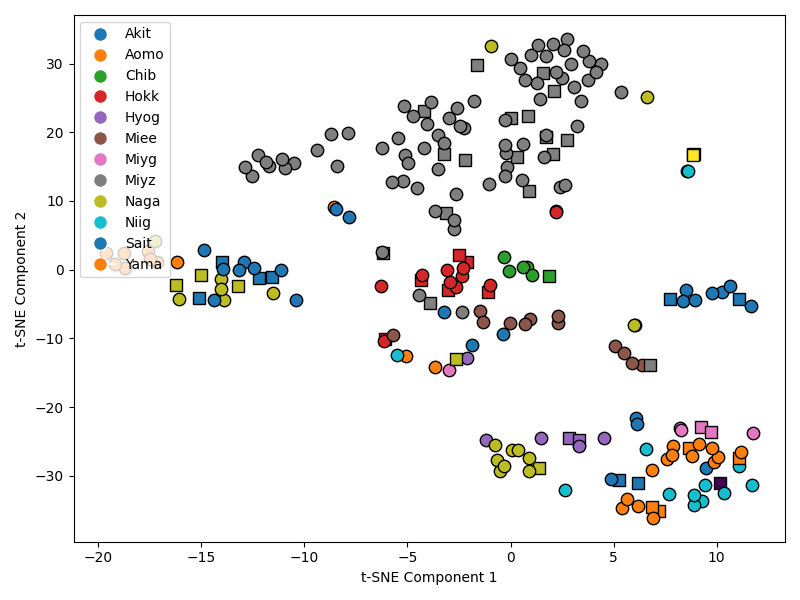 Akit
Aomo
Chib
Hokk
Hyog
Miee
Miyg
Miyz
Naga
Niig
Sait
Yama
30
20
10
0
−10
−20
−30
−20
−15
−10
−5
0
5
10
t-SNE Component 1
t-SNE Component 2